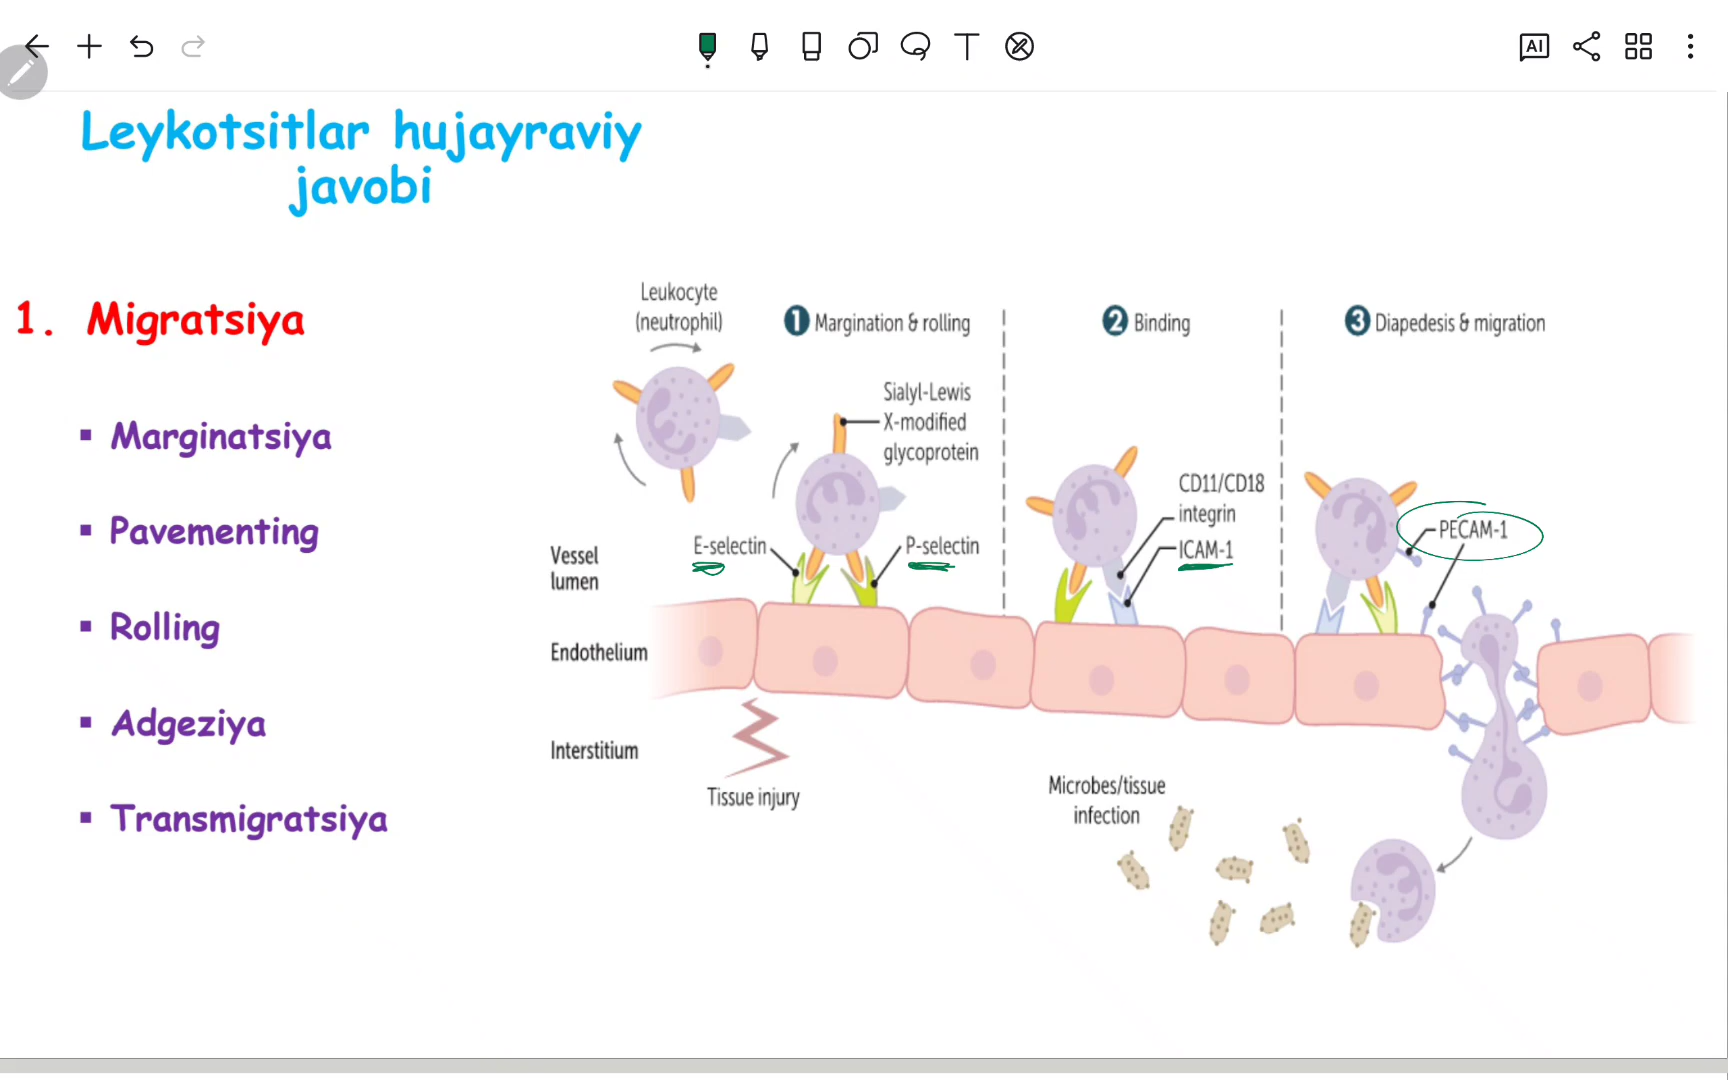 AI
Leykotsitlar hujayraviy
javobi
1. Migratsiya
▪ Marginatsiya
▪ Pavementing
▪ Rolling
▪ Adgeziya
▪ Transmigratsiya
Leukocyte
(neutrophil)
1 Margination & rolling
Sialyl-Lewis
X-modified
glycoprotein
E-selectin
P-selectin
Vessel
lumen
Endothelium
Interstitium
Tissue injury
2 Binding
CD11/CD18
integrin
ICAM-1
Microbes/tissue
infection
3 Diapedesis & migration
PECAM-1